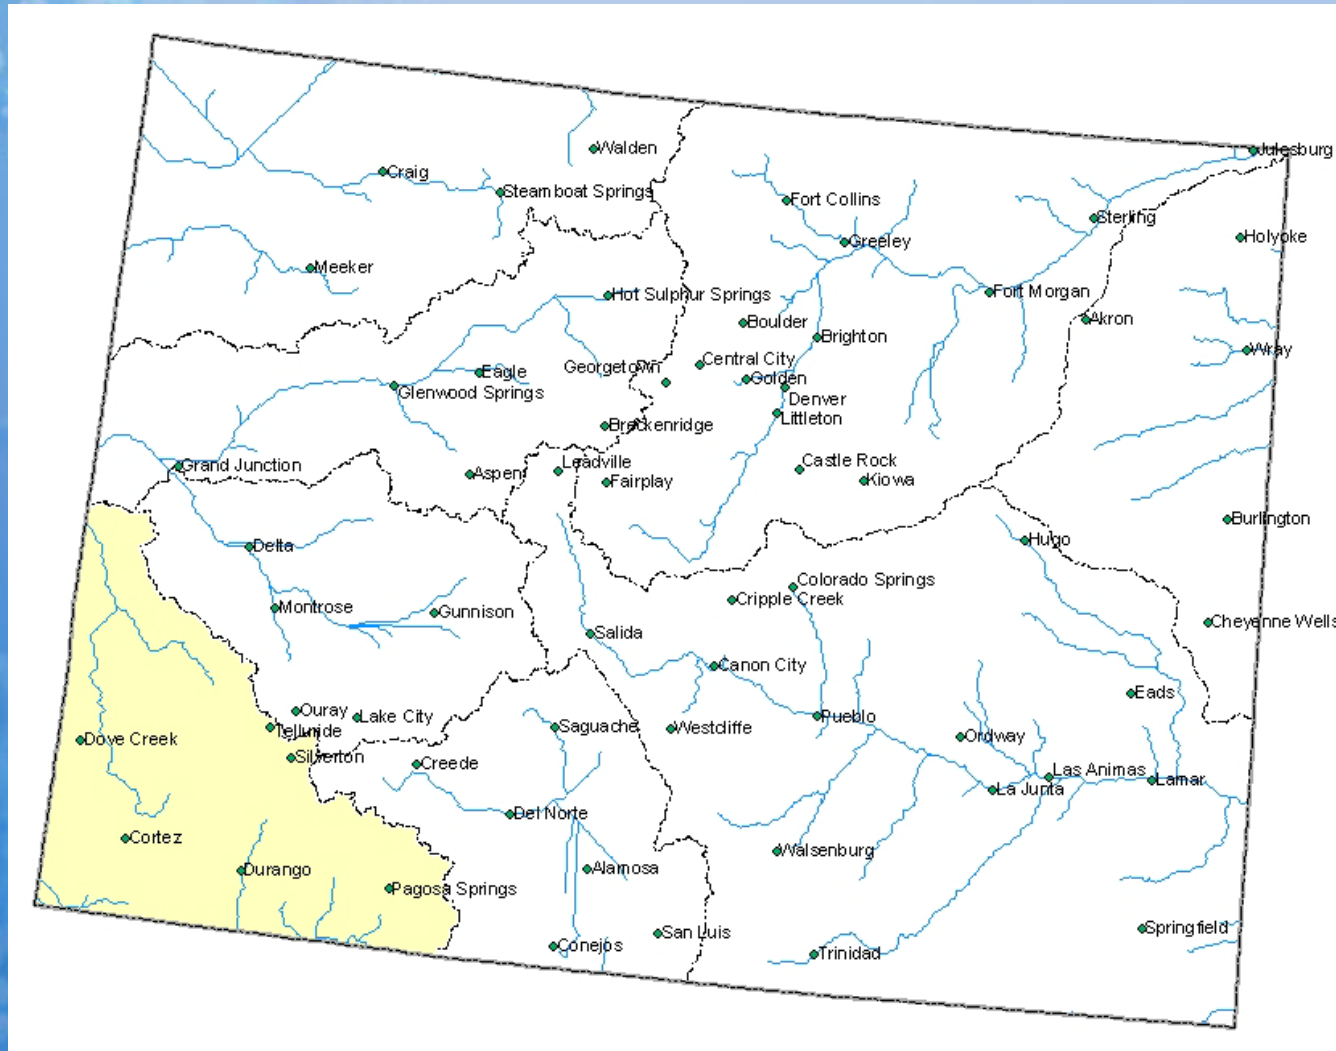 Julesburg
Walden
Craig
Steamboat Springs
Fort Collins
Sterling
Holyoke
Greeley
Meeker
Hot Sulphur Springs
Fort Morgan
Boulder
Akron
Brighton
Wray
Central City
Georgetown
Eagle
Golden
Glenwood Springs
Denver
Littleton
Breckenridge
Castle Rock
Leadville
Grand Junction
Aspen
Fairplay
Kiowa
Burlington
Hugo
Delta
Colorado Springs
Cripple Creek
Montrose
Gunnison
Cheyenne Wells
Salida
Canon City
Eads
Ouray
Lake City
Pueblo
Saguache
Westcliffe
Telluride
Ordway
Dove Creek
Silverton
Creede
Las Animas
Lamar
La Junta
Del Norte
Cortez
Walsenburg
Durango
Alamosa
Pagosa Springs
Springfield
San Luis
Conejos
Trinidad